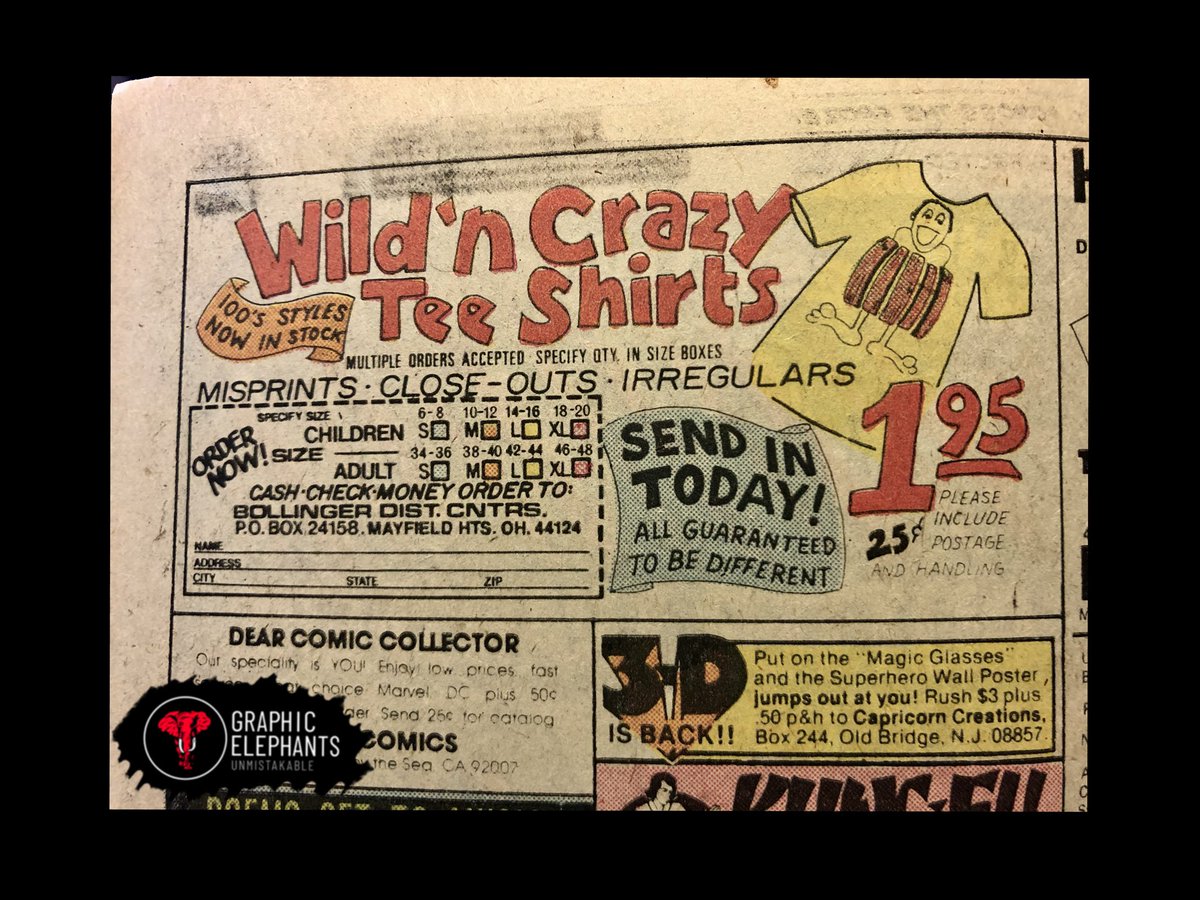 Wild'n Crazy
Tee Shirts
100's STYLES
NOW IN STOCK
MULTIPLE ORDERS ACCEPTED SPECIFY QTY. IN SIZE BOXES
MISPRINTS · CLOSE-OUTS · IRREGULARS
1 95
PLEASE
INCLUDE
25¢ POSTAGE
AND HANDLING
ORDER
NOW!
SPECIFY SIZE
6-8 10-12 14-16 18-20
CHILDREN S M L XL
SIZE
34-36 38-40 42-44 46-48
ADULT S M L XL
CASH·CHECK·MONEY ORDER TO:
BOLLINGER DIST. CNTRS.
P.O. BOX 24158. MAYFIELD HTS. OH. 44124
NAME
ADDRESS
CITY STATE ZIP
SEND IN
TODAY!
ALL GUARANTEED
TO BE DIFFERENT
DEAR COMIC COLLECTOR
Our speciality is YOU! Enjoy low prices, fast
choice Marvel, DC plus 50¢
Send 25¢ for catalog
COMICS
the Sea, CA 92007
3-D
IS BACK!!
Put on the "Magic Glasses"
and the Superhero Wall Poster,
jumps out at you! Rush $3 plus
.50 p&h to Capricorn Creations,
Box 244, Old Bridge, N.J. 08857.
KUNG-FU
GRAPHIC
ELEPHANTS
UNMISTAKABLE